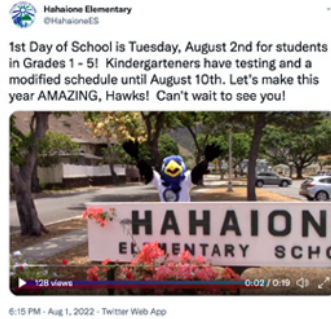 Hahaione Elementary
@HahaioneES
1st Day of School is Tuesday, August 2nd for students
in Grades 1 - 5! Kindergarteners have testing and a
modified schedule until August 10th. Let's make this
year AMAZING, Hawks! Can't wait to see you!
HAHAION
ELEMENTARY SCHO
128 views
0:02 / 0:19
6:15 PM · Aug 1, 2022 · Twitter Web App